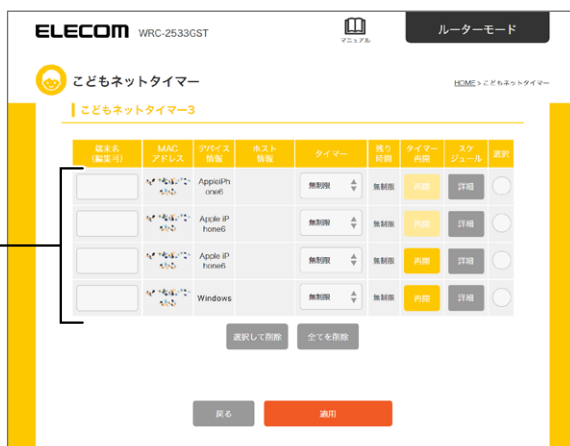 ELECOM WRC-2533GST
マニュアル
ルーターモード
こどもネットタイマー
HOME > こどもネットタイマー
こどもネットタイマー3
端末名(編集可) MACアドレス デバイス情報 ホスト情報 タイマー 残り時間 タイマー再開 スケジュール 選択
AppleiPhone6 無制限 無制限 再開 詳細
Apple iPhone6 無制限 無制限 再開 詳細
Apple iPhone6 無制限 無制限 再開 詳細
Windows 無制限 無制限 再開 詳細
選択して削除 全てを削除
戻る 適用